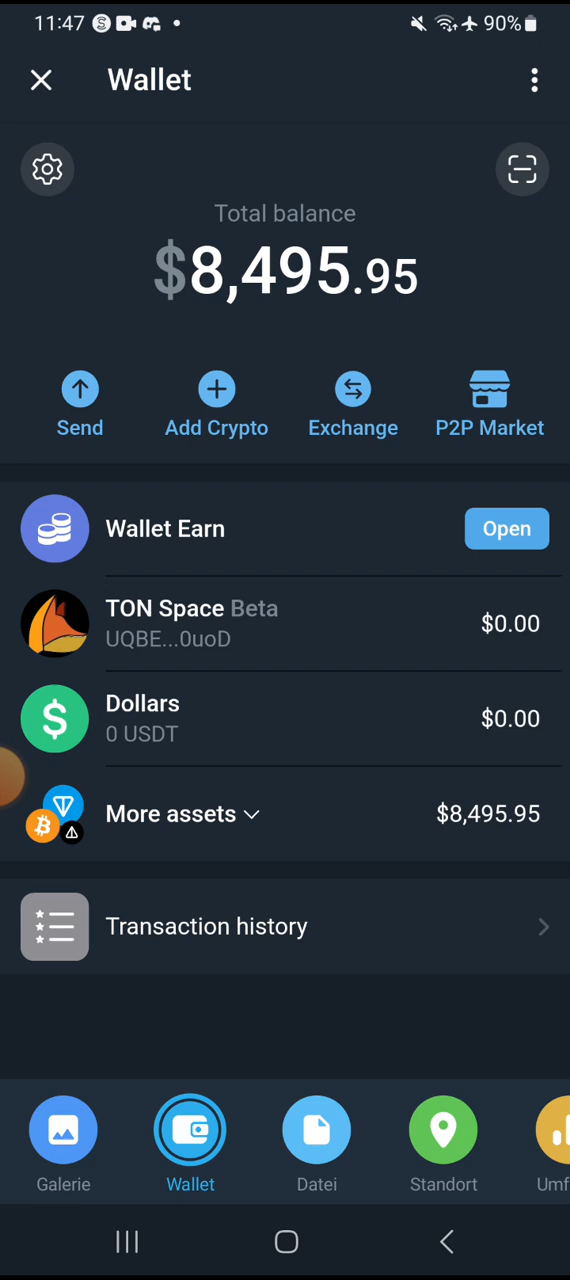 11:47 90%
Wallet
Total balance
$8,495.95
Send Add Crypto Exchange P2P Market
Wallet Earn Open
TON Space Beta
UQBE...0uoD
$0.00
Dollars
0 USDT
$0.00
More assets $8,495.95
Transaction history
Galerie Wallet Datei Standort Umf